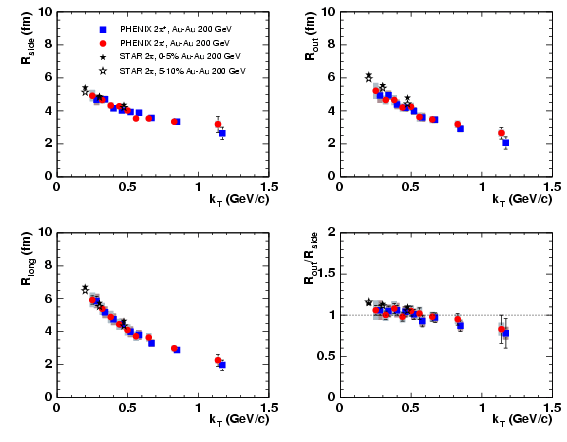 R_side (fm)
10
8
6
4
2
0
PHENIX 2π⁺, Au-Au 200 GeV
PHENIX 2π⁻, Au-Au 200 GeV
STAR 2π, 0-5% Au-Au 200 GeV
STAR 2π, 5-10% Au-Au 200 GeV
0 0.5 1 1.5
k_T (GeV/c)
R_out (fm)
10
8
6
4
2
0
0 0.5 1 1.5
k_T (GeV/c)
R_long (fm)
10
8
6
4
2
0
0 0.5 1 1.5
k_T (GeV/c)
R_out/R_side
2
1.5
1
0.5
0
0 0.5 1 1.5
k_T (GeV/c)